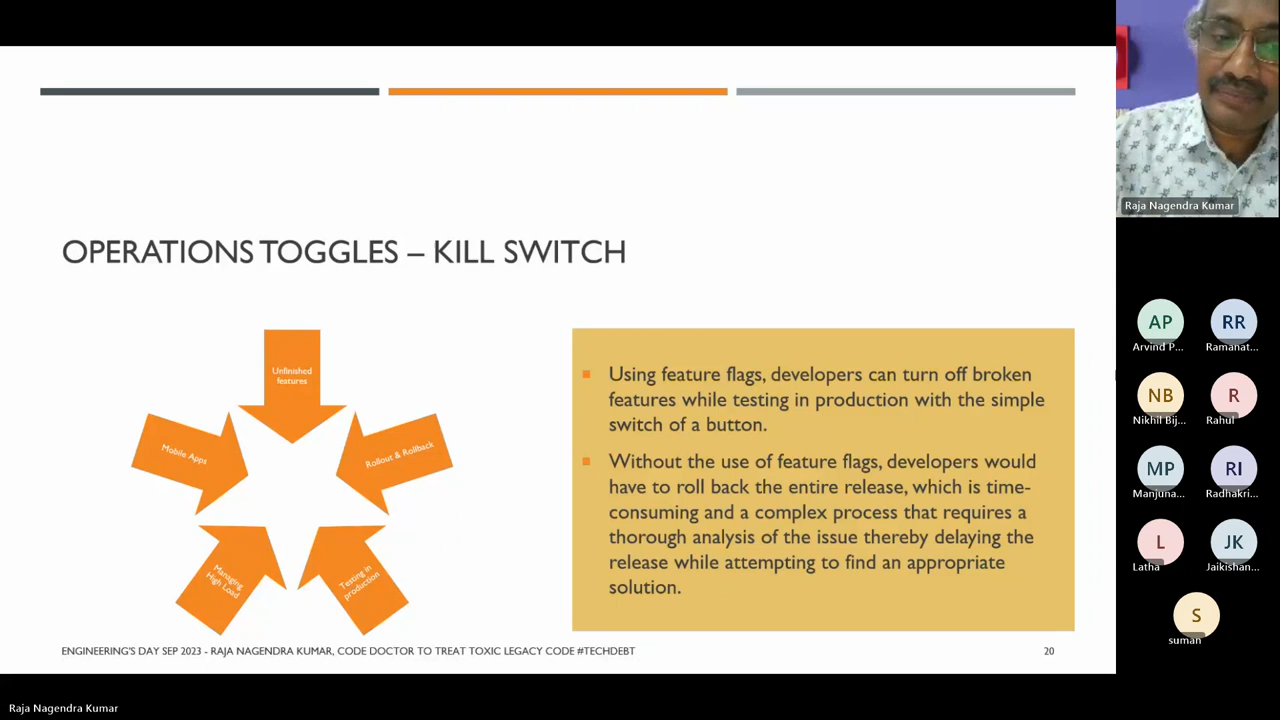 OPERATIONS TOGGLES – KILL SWITCH
Unfinished
features
Mobile Apps
Rollout & Rollback
Managing
High Load
Testing in
production
Using feature flags, developers can turn off broken
features while testing in production with the simple
switch of a button.
Without the use of feature flags, developers would
have to roll back the entire release, which is time-
consuming and a complex process that requires a
thorough analysis of the issue thereby delaying the
release while attempting to find an appropriate
solution.
ENGINEERING'S DAY SEP 2023 - RAJA NAGENDRA KUMAR, CODE DOCTOR TO TREAT TOXIC LEGACY CODE #TECHDEBT
20
Raja Nagendra Kumar
AP
RR
Arvind P...
Ramanat...
NB
R
Nikhil Bij...
Rahul
MP
RI
Manjuna...
Radhakri...
L
JK
Latha
Jaikishan...
S
suman
Raja Nagendra Kumar